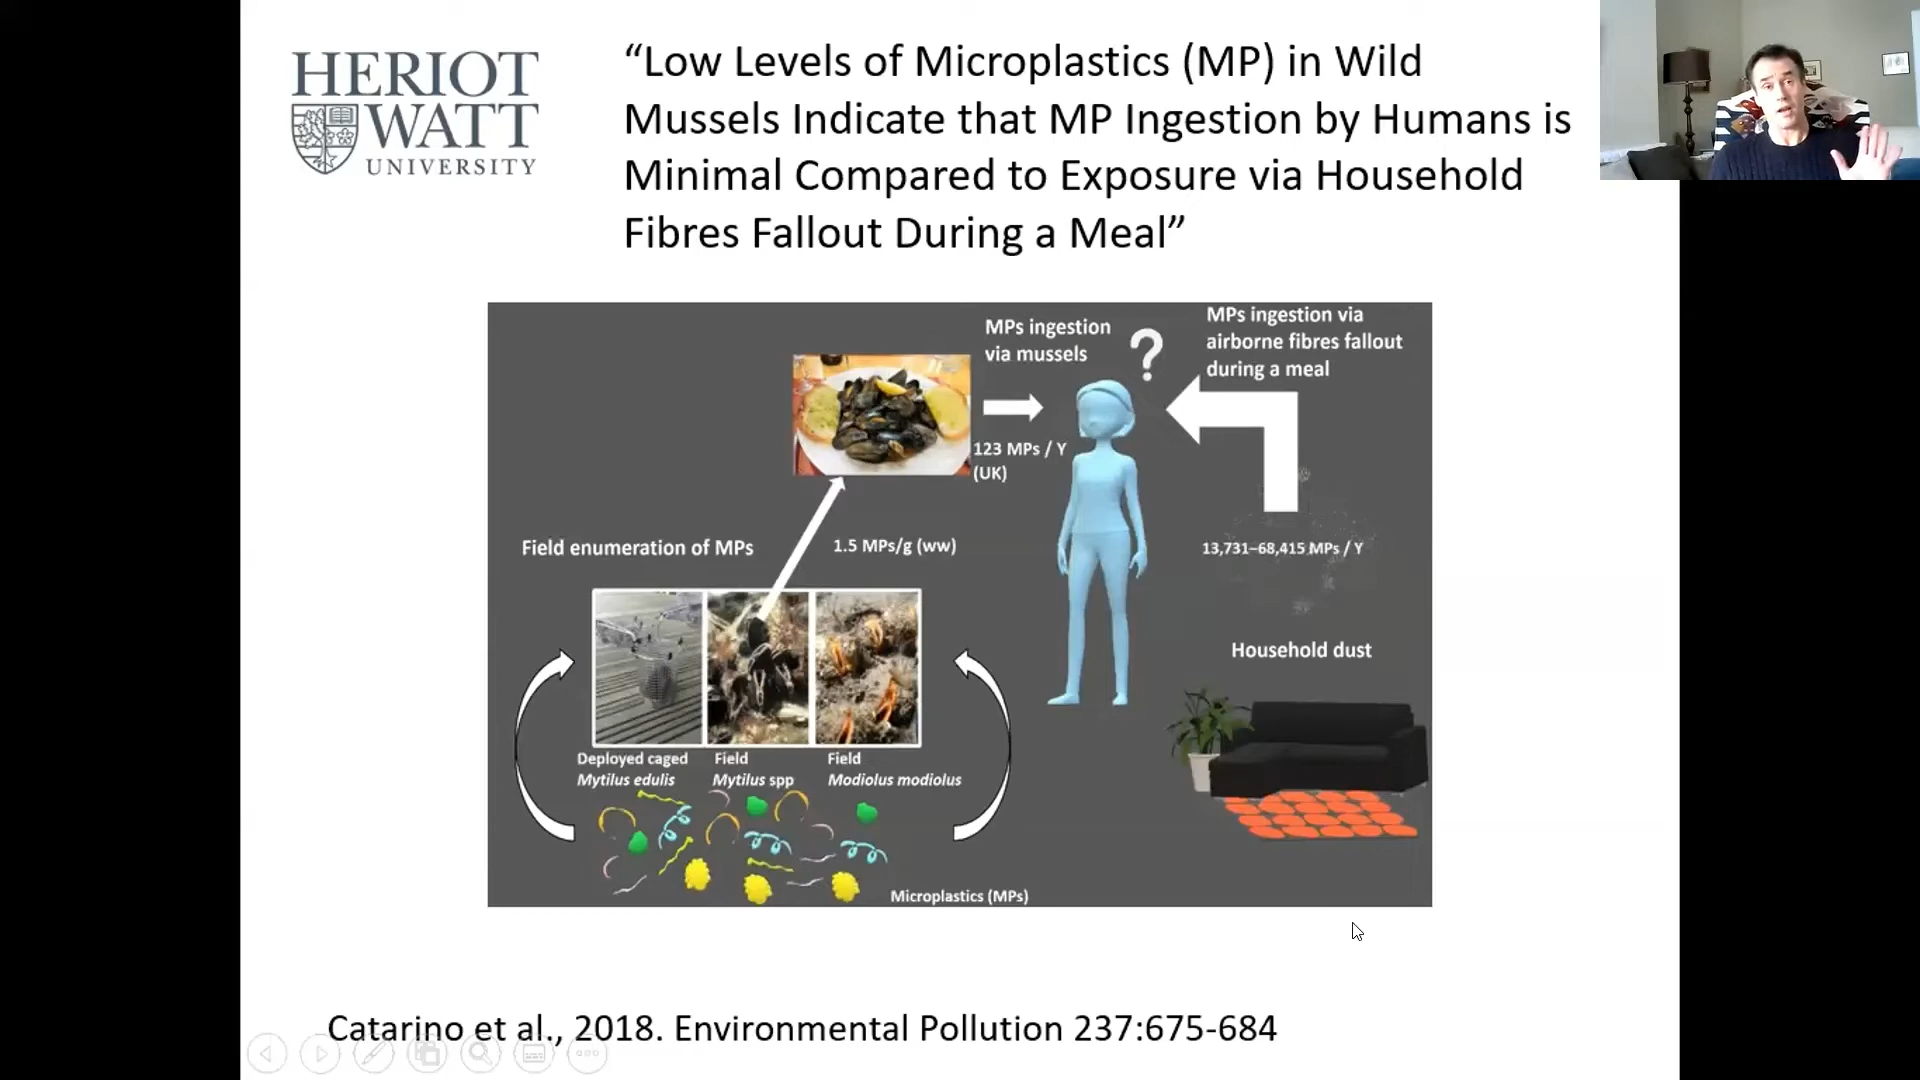 HERIOT
WATT
UNIVERSITY
“Low Levels of Microplastics (MP) in Wild
Mussels Indicate that MP Ingestion by Humans is
Minimal Compared to Exposure via Household
Fibres Fallout During a Meal”
MPs ingestion
via mussels
?
MPs ingestion via
airborne fibres fallout
during a meal
123 MPs / Y
(UK)
Field enumeration of MPs
1.5 MPs/g (ww)
13,731–68,415 MPs / Y
Household dust
Deployed caged
Mytilus edulis
Field
Mytilus spp
Field
Modiolus modiolus
Microplastics (MPs)
Catarino et al., 2018. Environmental Pollution 237:675-684